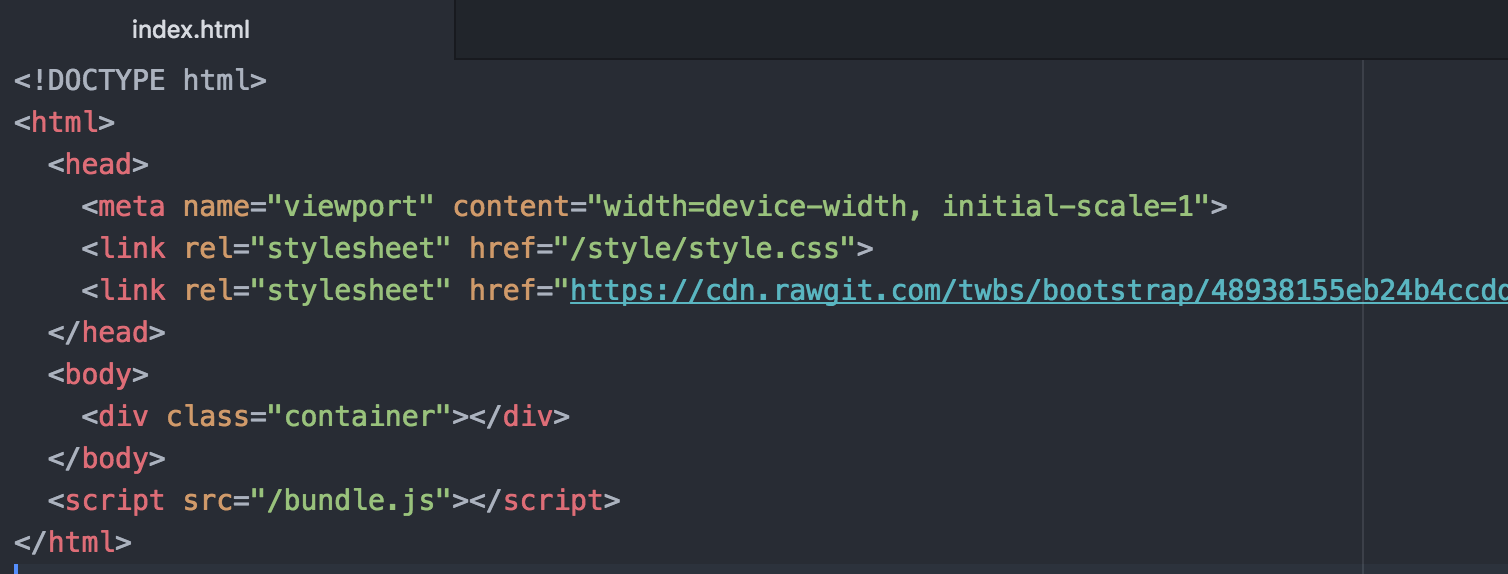 index.html
<!DOCTYPE html>
<html>
  <head>
    <meta name="viewport" content="width=device-width, initial-scale=1">
    <link rel="stylesheet" href="/style/style.css">
    <link rel="stylesheet" href="https://cdn.rawgit.com/twbs/bootstrap/48938155eb24b4ccdd
  </head>
  <body>
    <div class="container"></div>
  </body>
  <script src="/bundle.js"></script>
</html>